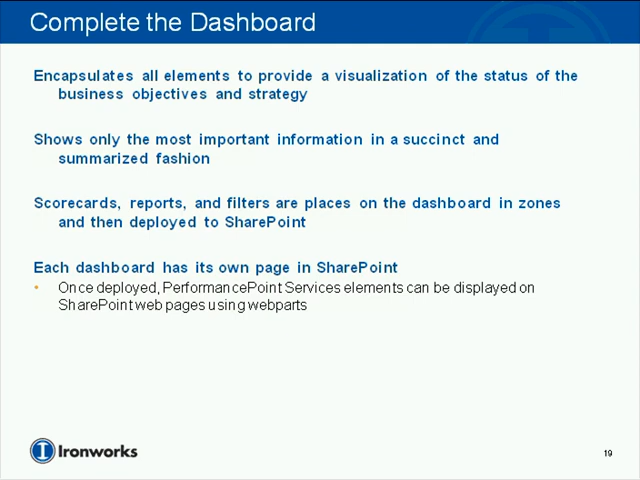 Complete the Dashboard
Encapsulates all elements to provide a visualization of the status of the
business objectives and strategy
Shows only the most important information in a succinct and
summarized fashion
Scorecards, reports, and filters are places on the dashboard in zones
and then deployed to SharePoint
Each dashboard has its own page in SharePoint
• Once deployed, PerformancePoint Services elements can be displayed on
SharePoint web pages using webparts
Ironworks
19